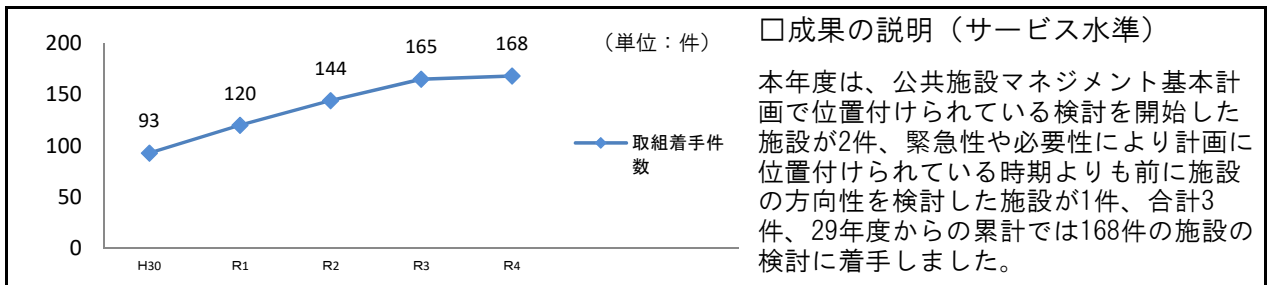 200
150
100
50
0
93
120
144
165
168
H30
R1
R2
R3
R4
（単位：件）
取組着手件
数
□成果の説明（サービス水準）
本年度は、公共施設マネジメント基本計
画で位置付けられている検討を開始した
施設が2件、緊急性や必要性により計画に
位置付けられている時期よりも前に施設
の方向性を検討した施設が1件、合計3
件、29年度からの累計では168件の施設の
検討に着手しました。